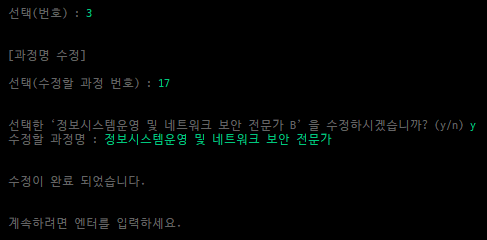 선택(번호) : 3
[과정명 수정]
선택(수정할 과정 번호) : 17
선택한 '정보시스템운영 및 네트워크 보안 전문가 B' 을 수정하시겠습니까? (y/n) y
수정할 과정명 : 정보시스템운영 및 네트워크 보안 전문가
수정이 완료 되었습니다.
계속하려면 엔터를 입력하세요.